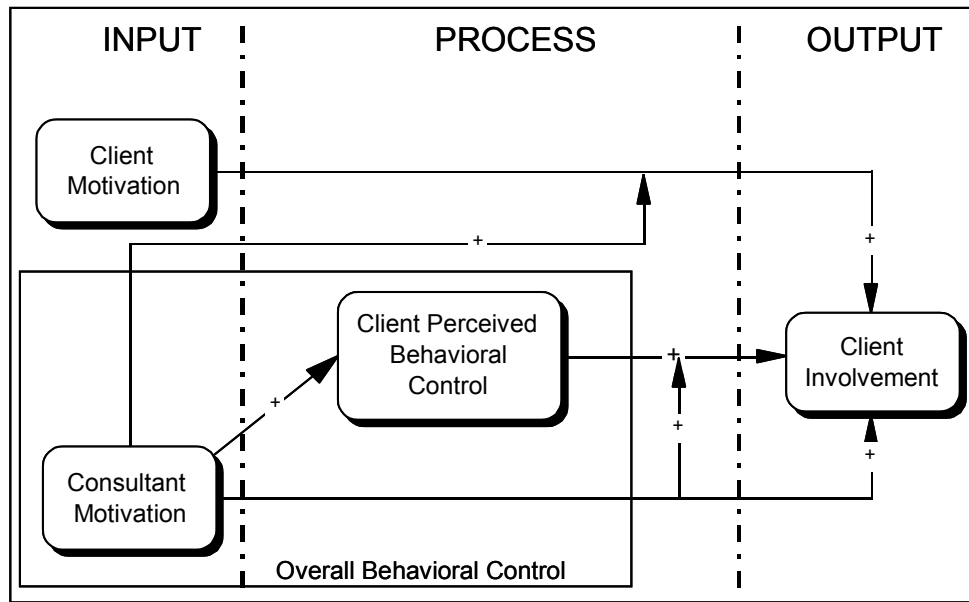 INPUT
PROCESS
OUTPUT
Client
Motivation
+
+
Client Perceived
Behavioral
Control
+
Client
Involvement
+
+
+
Consultant
Motivation
Overall Behavioral Control